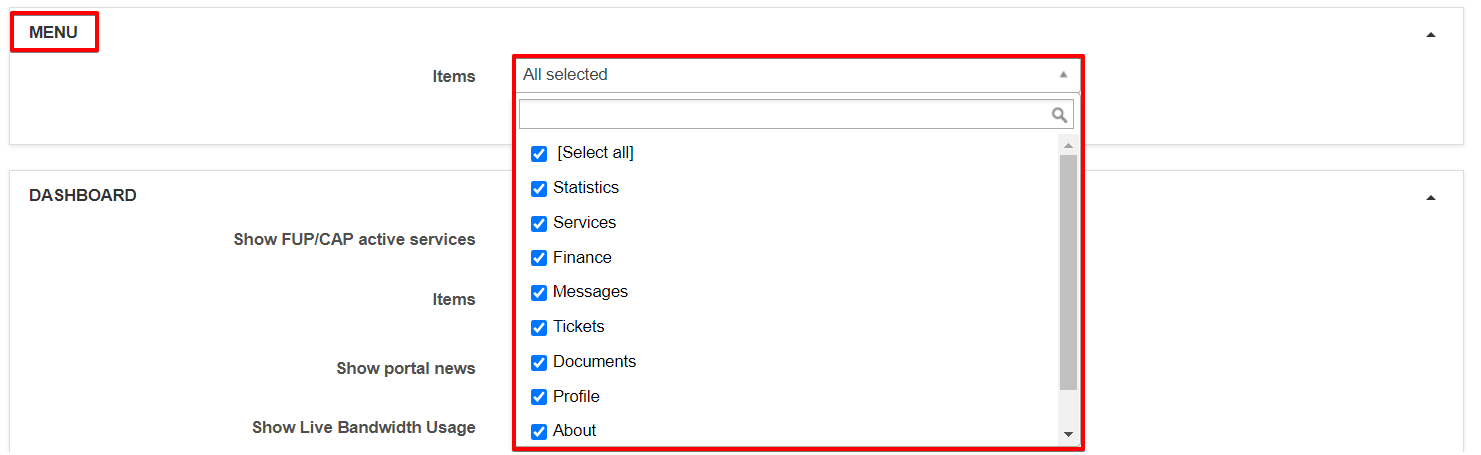 MENU
Items
All selected
[Select all]
Statistics
Services
Finance
Messages
Tickets
Documents
Profile
About
DASHBOARD
Show FUP/CAP active services
Items
Show portal news
Show Live Bandwidth Usage